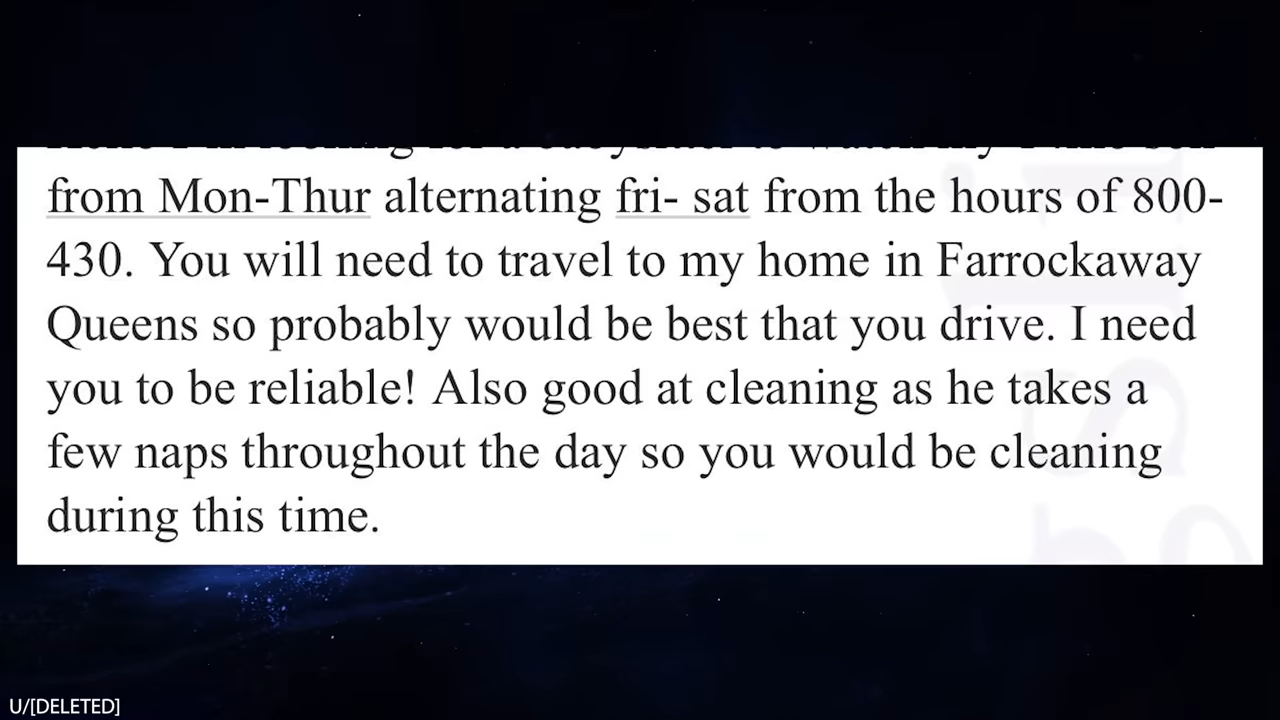 from Mon-Thur alternating fri- sat from the hours of 800-
430. You will need to travel to my home in Farrockaway
Queens so probably would be best that you drive. I need
you to be reliable! Also good at cleaning as he takes a
few naps throughout the day so you would be cleaning
during this time.
U/[DELETED]